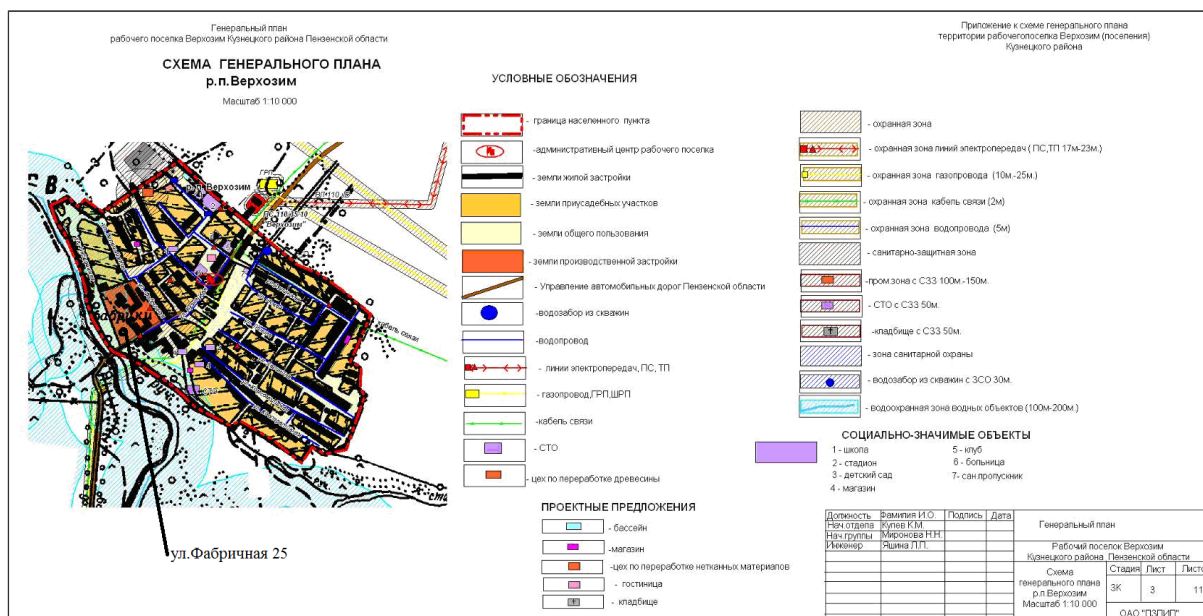 Генеральный план
рабочего поселка Верхозим Кузнецкого района Пензенской области
СХЕМА ГЕНЕРАЛЬНОГО ПЛАНА
р.п.Верхозим
Масштаб 1:10 000
Приложение к схеме генерального плана
территории рабочегопоселка Верхозим (поселения)
Кузнецкого района
р.п. Верхозим
ГРП
ПС 110/35/10
"Верхозим"
кабель связи
ул.Фабричная 25
УСЛОВНЫЕ ОБОЗНАЧЕНИЯ
- граница населенного пункта
-административный центр рабочего поселка
- земли жилой застройки
- земли приусадебных участков
- земли общего пользования
- земли производственной застройки
- Управление автомобильных дорог Пензенской области
-водозабор из скважин
-водопровод
- линии электропередач, ПС, ТП
- газопровод,ГРП,ШРП
-кабель связи
- СТО
-цех по переработке древесины
ПРОЕКТНЫЕ ПРЕДЛОЖЕНИЯ
- бассейн
-магазин
-цех по переработке нетканных материалов
- гостиница
- кладбище
- охранная зона
- охранная зона линий электропередач ( ПС,ТП 17м-23м.)
- охранная зона газопровода (10м.-25м.)
-охранная зона кабель связи (2м)
-охранная зона водопровода (5м)
- санитарно-защитная зона
-пром.зона с СЗЗ 100м.-150м.
- СТО с СЗЗ 50м.
-кладбище с СЗЗ 50м.
- зона санитарной охраны
- водозабор из скважин с ЗСО 30м.
- водоохранная зона водных объектов (100м-200м.)
СОЦИАЛЬНО-ЗНАЧИМЫЕ ОБЪЕКТЫ
1 - школа
2 - стадион
3 - детский сад
4 - магазин
5 - клуб
6 - больница
7 - сан.пропускник
Должность Фамилия И.О. Подпись Дата
Нач.отдела Купев К.М.
Нач.группы Миронова Н.Н.
Инженер Яшина Л.П.
Генеральный план
Рабочий поселок Верхозим
Кузнецкого района Пензенской области
Схема
генерального плана
р.п.Верхозим
Масштаб 1:10 000
Стадия Лист Листо
ЗК 3 11
ОАО "ПЗПИП"